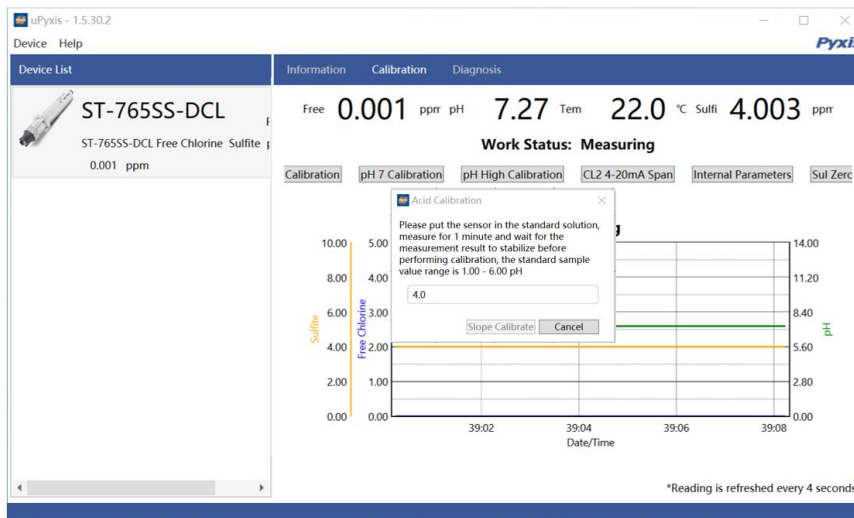 uPyxis - 1.5.30.2
Device Help
Pyxis
Device List
Information Calibration Diagnosis
ST-765SS-DCL
ST-765SS-DCL Free Chlorine Sulfite
0.001 ppm
Free 0.001 ppm pH 7.27 Tem 22.0 °C Sulfi 4.003 ppm
Work Status: Measuring
Calibration pH 7 Calibration pH High Calibration CL2 4-20mA Span Internal Parameters Sul Zero
Acid Calibration
Please put the sensor in the standard solution,
measure for 1 minute and wait for the
measurement result to stabilize before
performing calibration, the standard sample
value range is 1.00 - 6.00 pH
4.0
Slope Calibrate Cancel
10.00 5.00 14.00
8.00 4.00 11.20
6.00 3.00 8.40
4.00 2.00 5.60
2.00 1.00 2.80
0.00 0.00 0.00
Sulfite
Free Chlorine
pH
39:02 39:04 39:06 39:08
Date/Time
*Reading is refreshed every 4 seconds